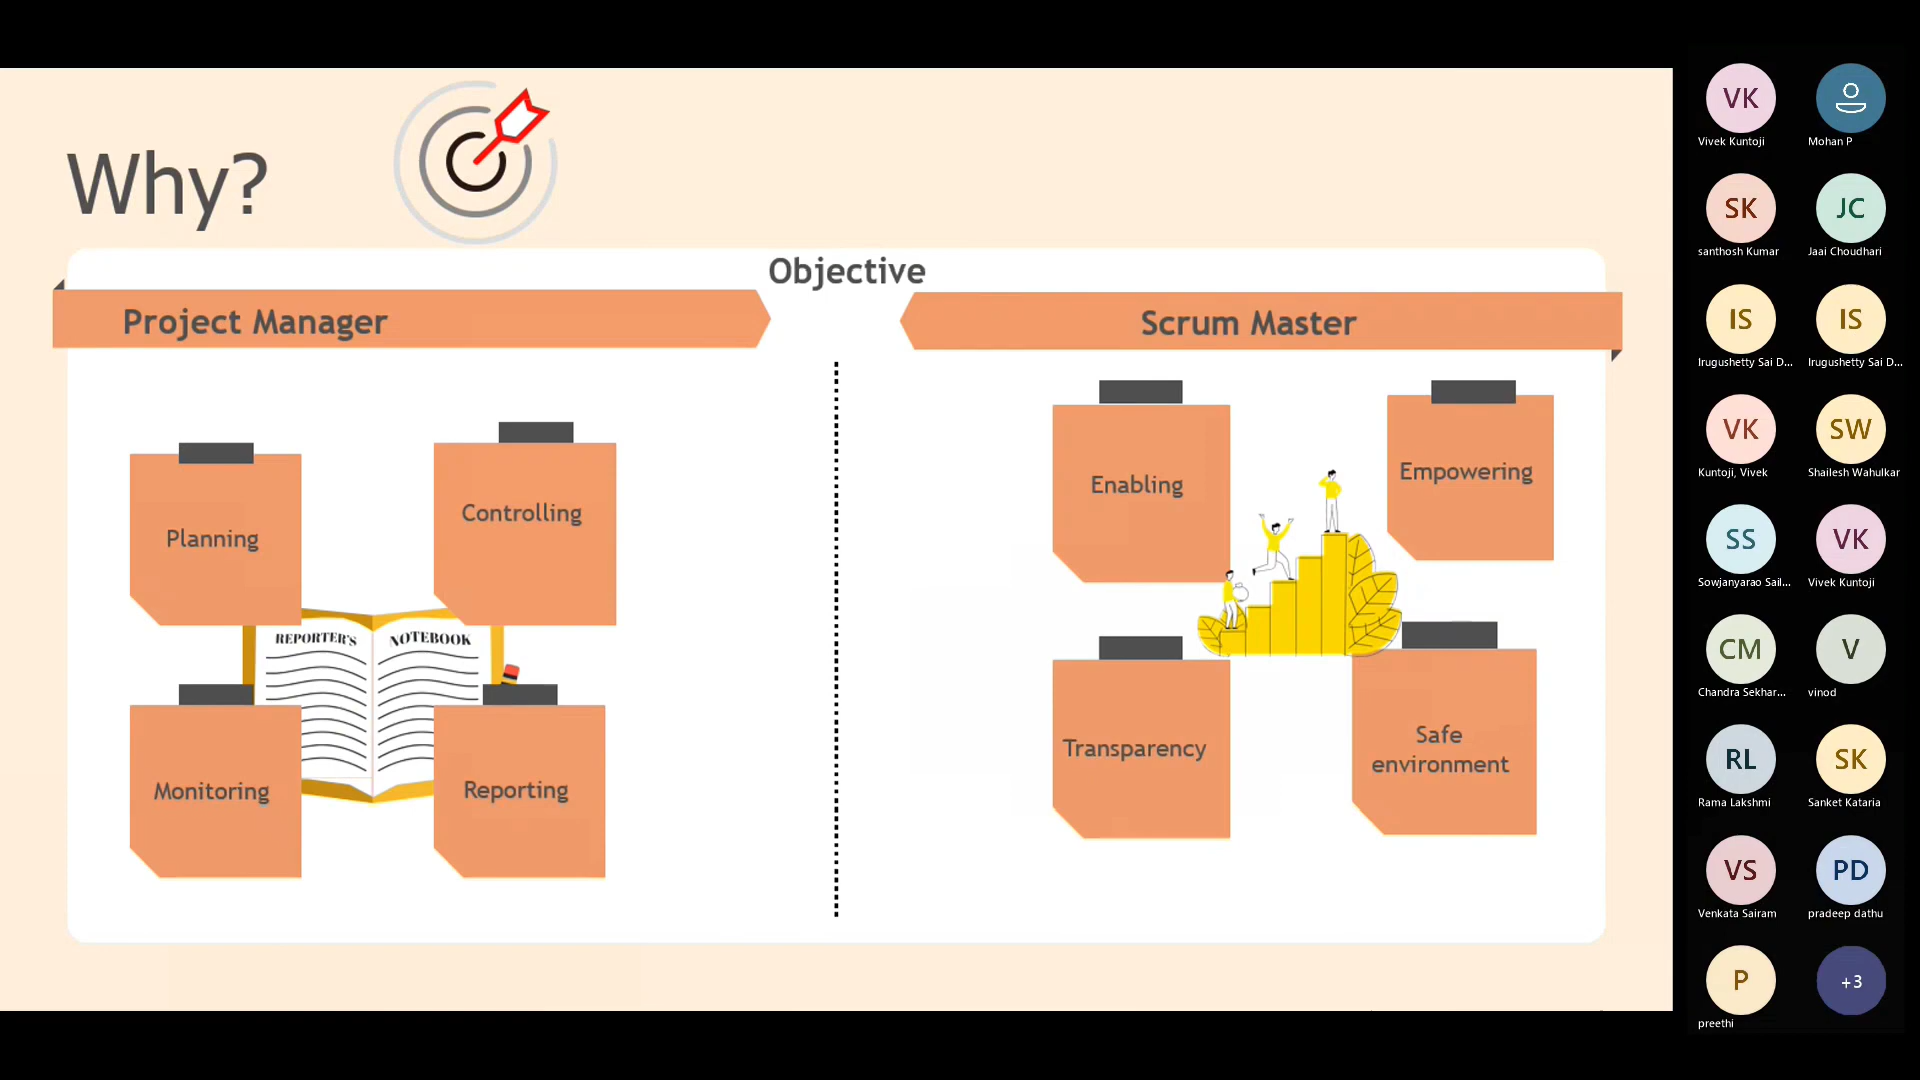 Why?
Objective
Project Manager
Scrum Master
Planning
Controlling
REPORTER'S NOTEBOOK
Monitoring
Reporting
Enabling
Empowering
Transparency
Safe
environment
VK
Vivek Kuntoji
Mohan P
SK
santhosh Kumar
JC
Jaai Choudhari
IS
Irugushetty Sai D...
IS
Irugushetty Sai D...
VK
Kuntoji, Vivek
SW
Shailesh Wahulkar
SS
Sowjanyarao Sail...
VK
Vivek Kuntoji
CM
Chandra Sekhar...
V
vinod
RL
Rama Lakshmi
SK
Sanket Kataria
VS
Venkata Sairam
PD
pradeep dathu
P
preethi
+3